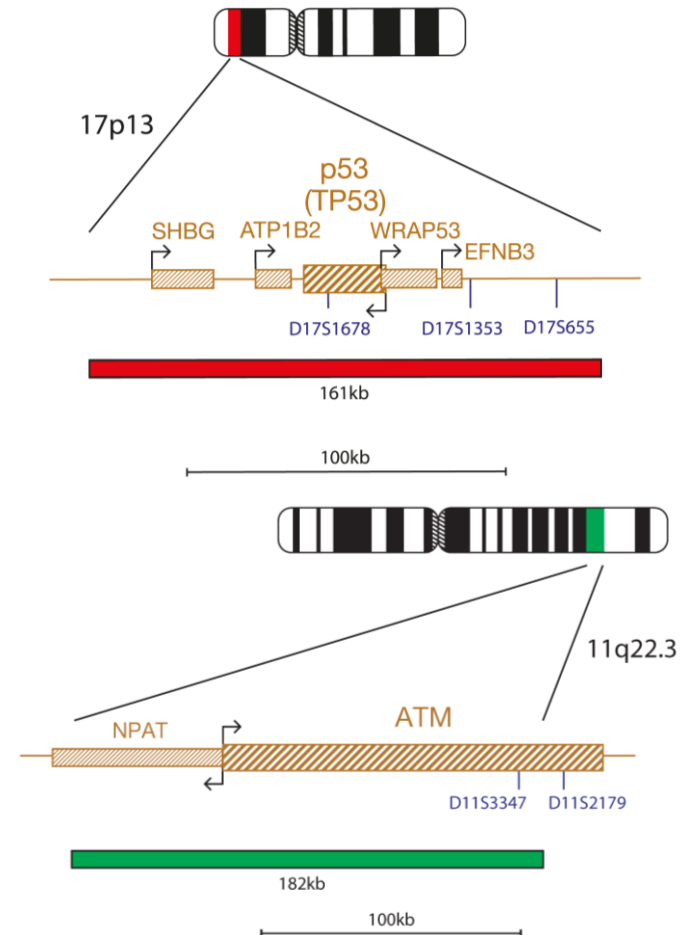 17p13
p53
(TP53)
SHBG
ATP1B2
WRAP53
EFNB3
D17S1678
D17S1353
D17S655
161kb
100kb
11q22.3
NPAT
ATM
D11S3347
D11S2179
182kb
100kb